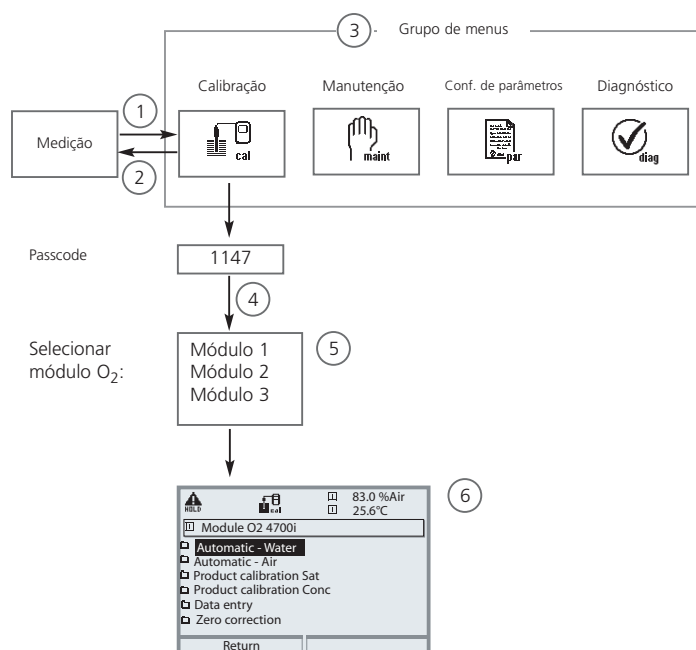 3
Grupo de menus
Calibração
Manutenção
Conf. de parâmetros
Diagnóstico
1
Medição
cal
maint
par
diag
2
Passcode
1147
4
Selecionar
módulo O2:
Módulo 1
Módulo 2
Módulo 3
5
6
HOLD
cal
83.0 %Air
25.6°C
Module O2 4700i
Automatic - Water
Automatic - Air
Product calibration Sat
Product calibration Conc
Data entry
Zero correction
Return